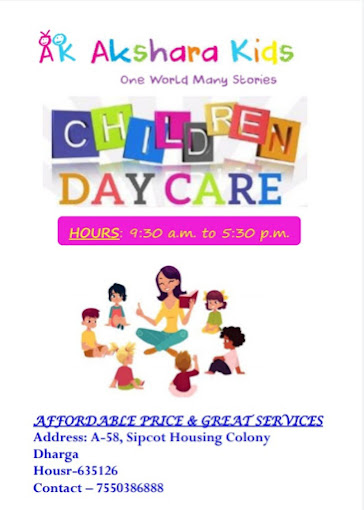 AK Akshara Kids
One World Many Stories
CHILDREN
DAY CARE
HOURS: 9:30 a.m. to 5:30 p.m.
AFFORDABLE PRICE & GREAT SERVICES
Address: A-58, Sipcot Housing Colony
Dharga
Housr-635126
Contact – 7550386888